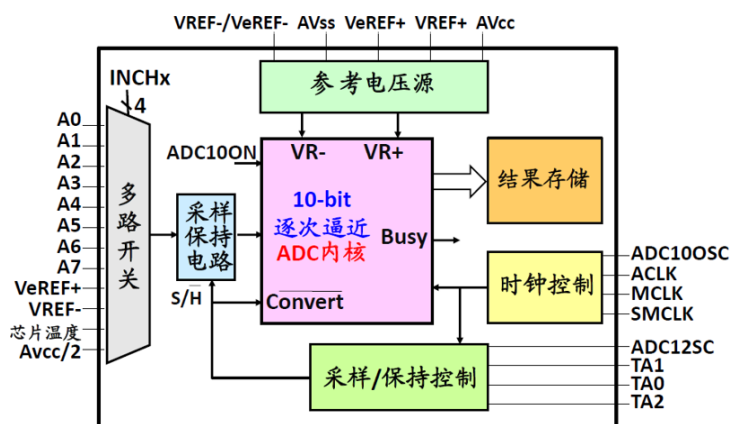 VREF-/VeREF- AVss VeREF+ VREF+ AVcc
INCHx
4
参考电压源
A0
A1
A2
A3
A4
A5
A6
A7
VeREF+
VREF-
芯片温度
Avcc/2
多路开关
ADC10ON
VR- VR+
10-bit
逐次逼近
ADC内核
Busy
Convert
采样
保持
电路
S/H
结果存储
时钟控制
ADC10OSC
ACLK
MCLK
SMCLK
采样/保持控制
ADC12SC
TA1
TA0
TA2